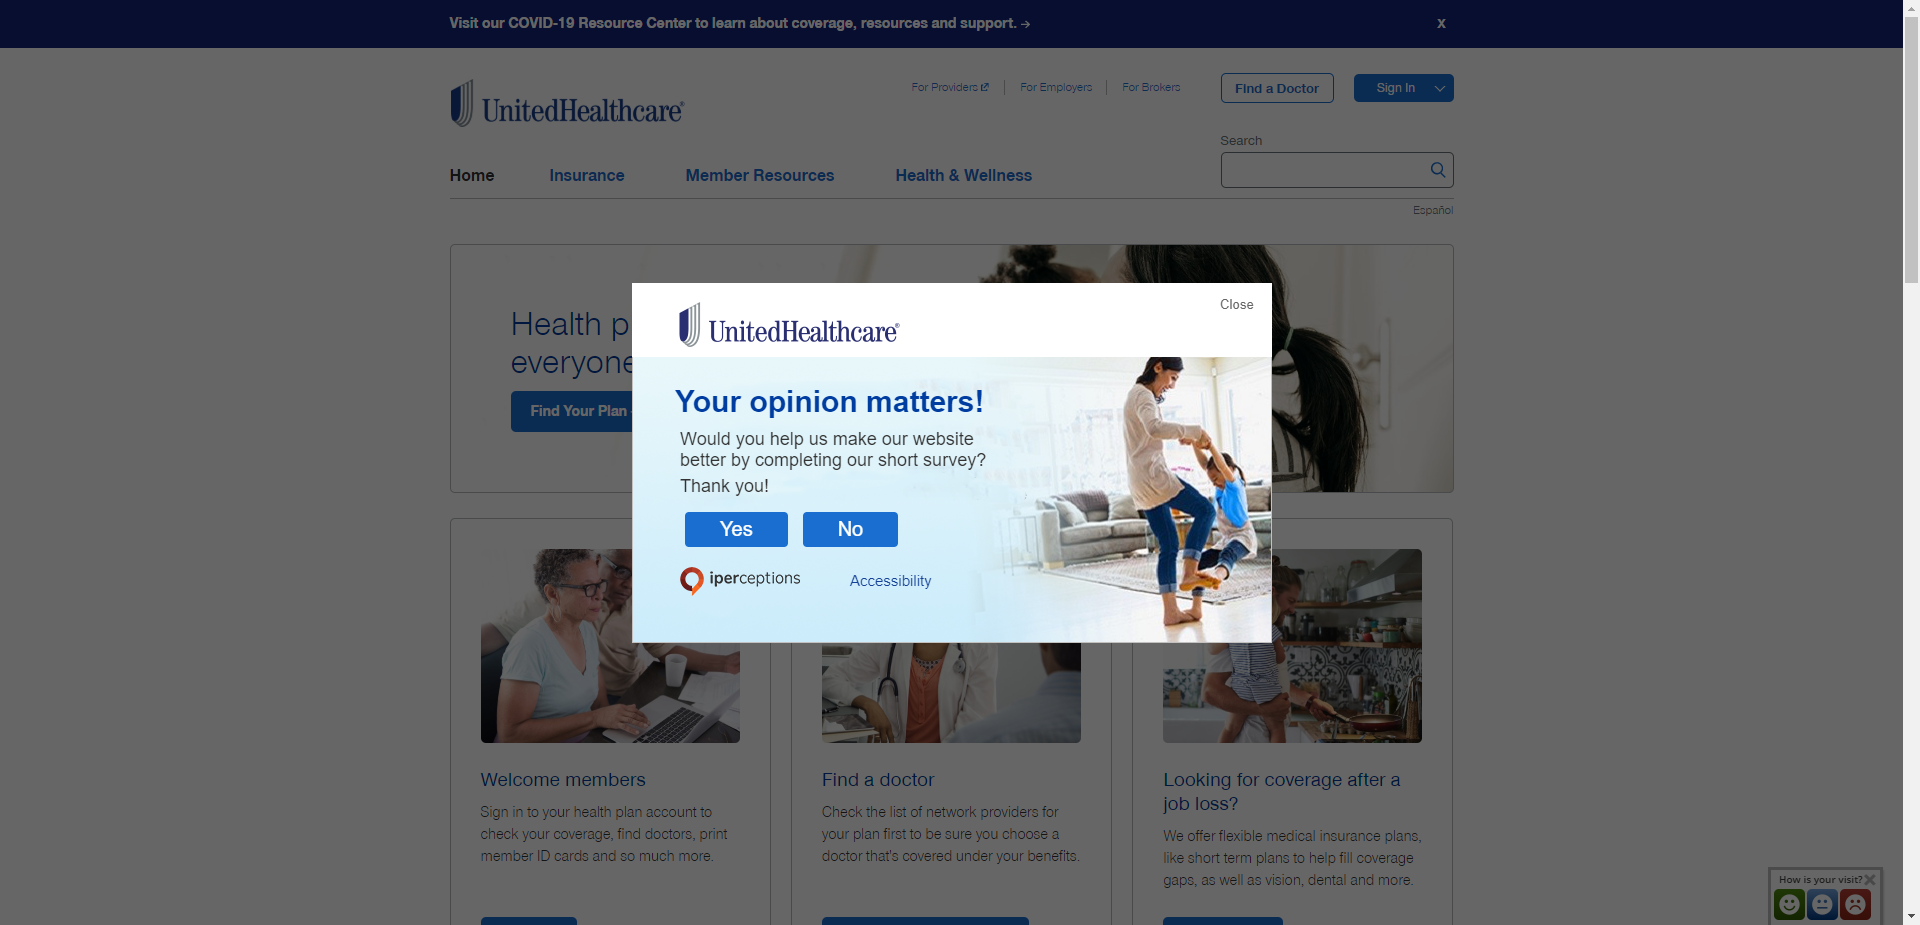 Visit our COVID-19 Resource Center to learn about coverage, resources and support. →
X
UnitedHealthcare®
For Providers
For Employers
For Brokers
Find a Doctor
Sign In
Search
Home
Insurance
Member Resources
Health & Wellness
Español
Health p
everyone
Find Your Plan
Close
UnitedHealthcare®
Your opinion matters!
Would you help us make our website
better by completing our short survey?
Thank you!
Yes
No
iperceptions
Accessibility
Welcome members
Sign in to your health plan account to
check your coverage, find doctors, print
member ID cards and so much more.
Find a doctor
Check the list of network providers for
your plan first to be sure you choose a
doctor that's covered under your benefits.
Looking for coverage after a
job loss?
We offer flexible medical insurance plans,
like short term plans to help fill coverage
gaps, as well as vision, dental and more.
How is your visit?